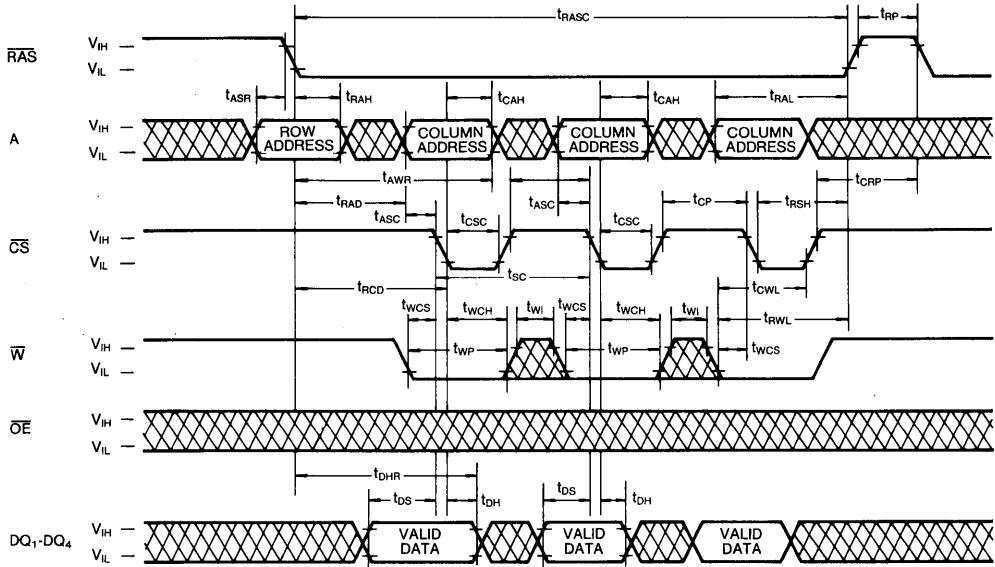 tRASC
tRP
RAS
VIH
VIL
tASR
tRAH
tCAH
tCAH
tRAL
A
VIH
VIL
ROW ADDRESS
COLUMN ADDRESS
COLUMN ADDRESS
COLUMN ADDRESS
tAWR
tCRP
tRAD
tCP
tRSH
tASC
tCSC
tASC
tCSC
CS
VIH
VIL
tSC
tRCD
tCWL
tWCS
tWCH
tWI
tWCS
tWCH
tWI
tRWL
W
VIH
VIL
tWP
tWP
tWCS
OE
VIH
VIL
tDHR
tDS
tDH
tDS
tDH
DQ1-DQ4
VIH
VIL
VALID DATA
VALID DATA
VALID DATA